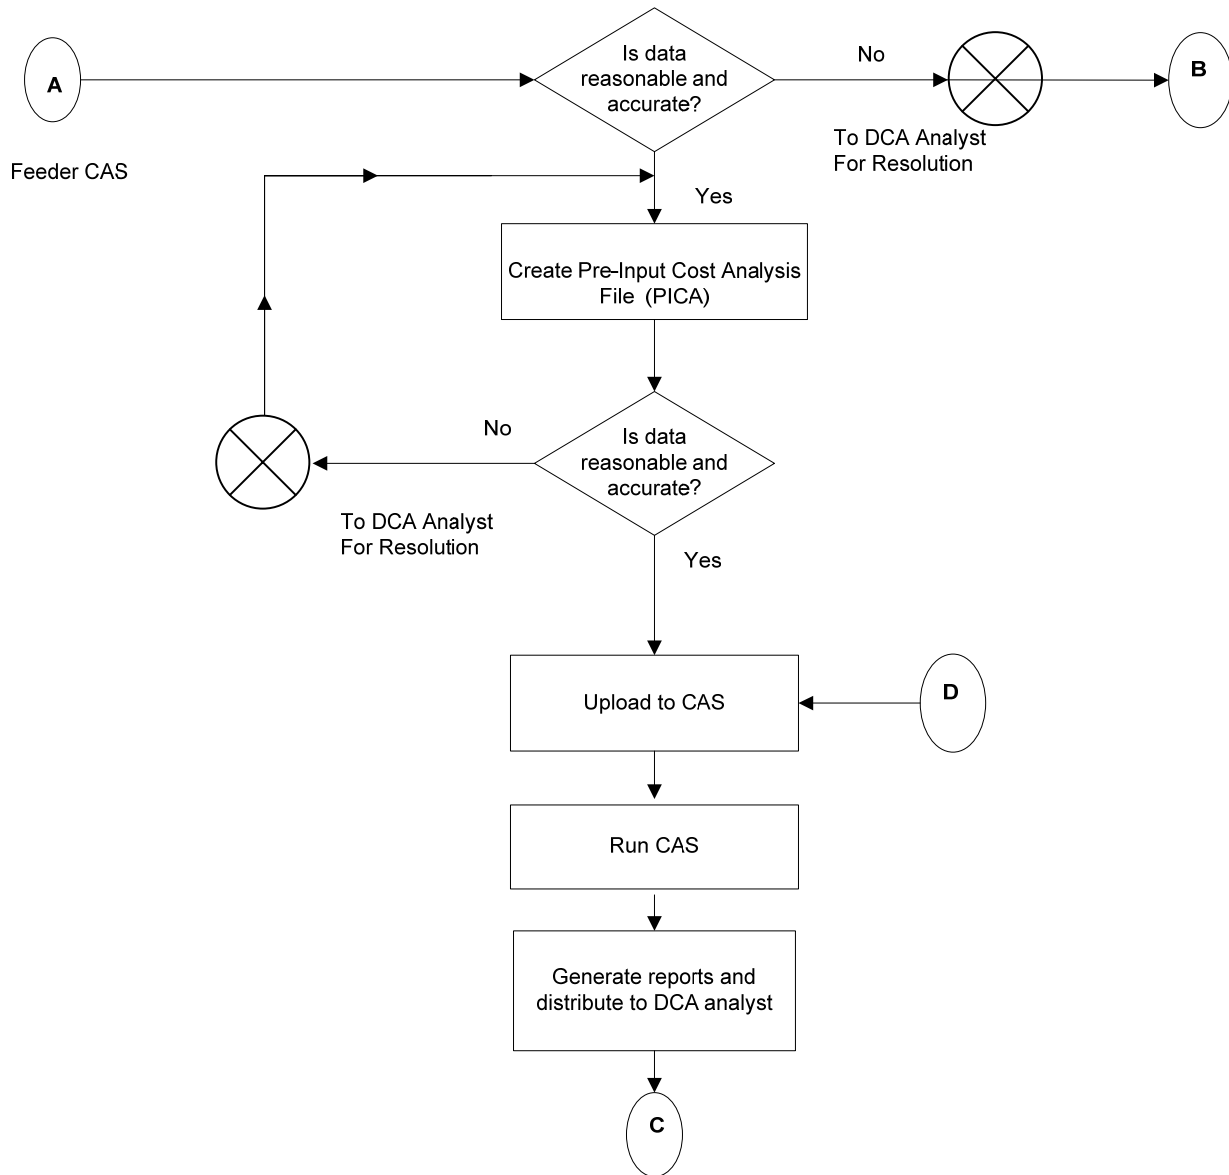 A
Feeder CAS
Is data
reasonable and
accurate?
No
To DCA Analyst
For Resolution
B
Yes
Create Pre-Input Cost Analysis
File (PICA)
Is data
reasonable and
accurate?
No
To DCA Analyst
For Resolution
Yes
Upload to CAS
D
Run CAS
Generate reports and
distribute to DCA analyst
C